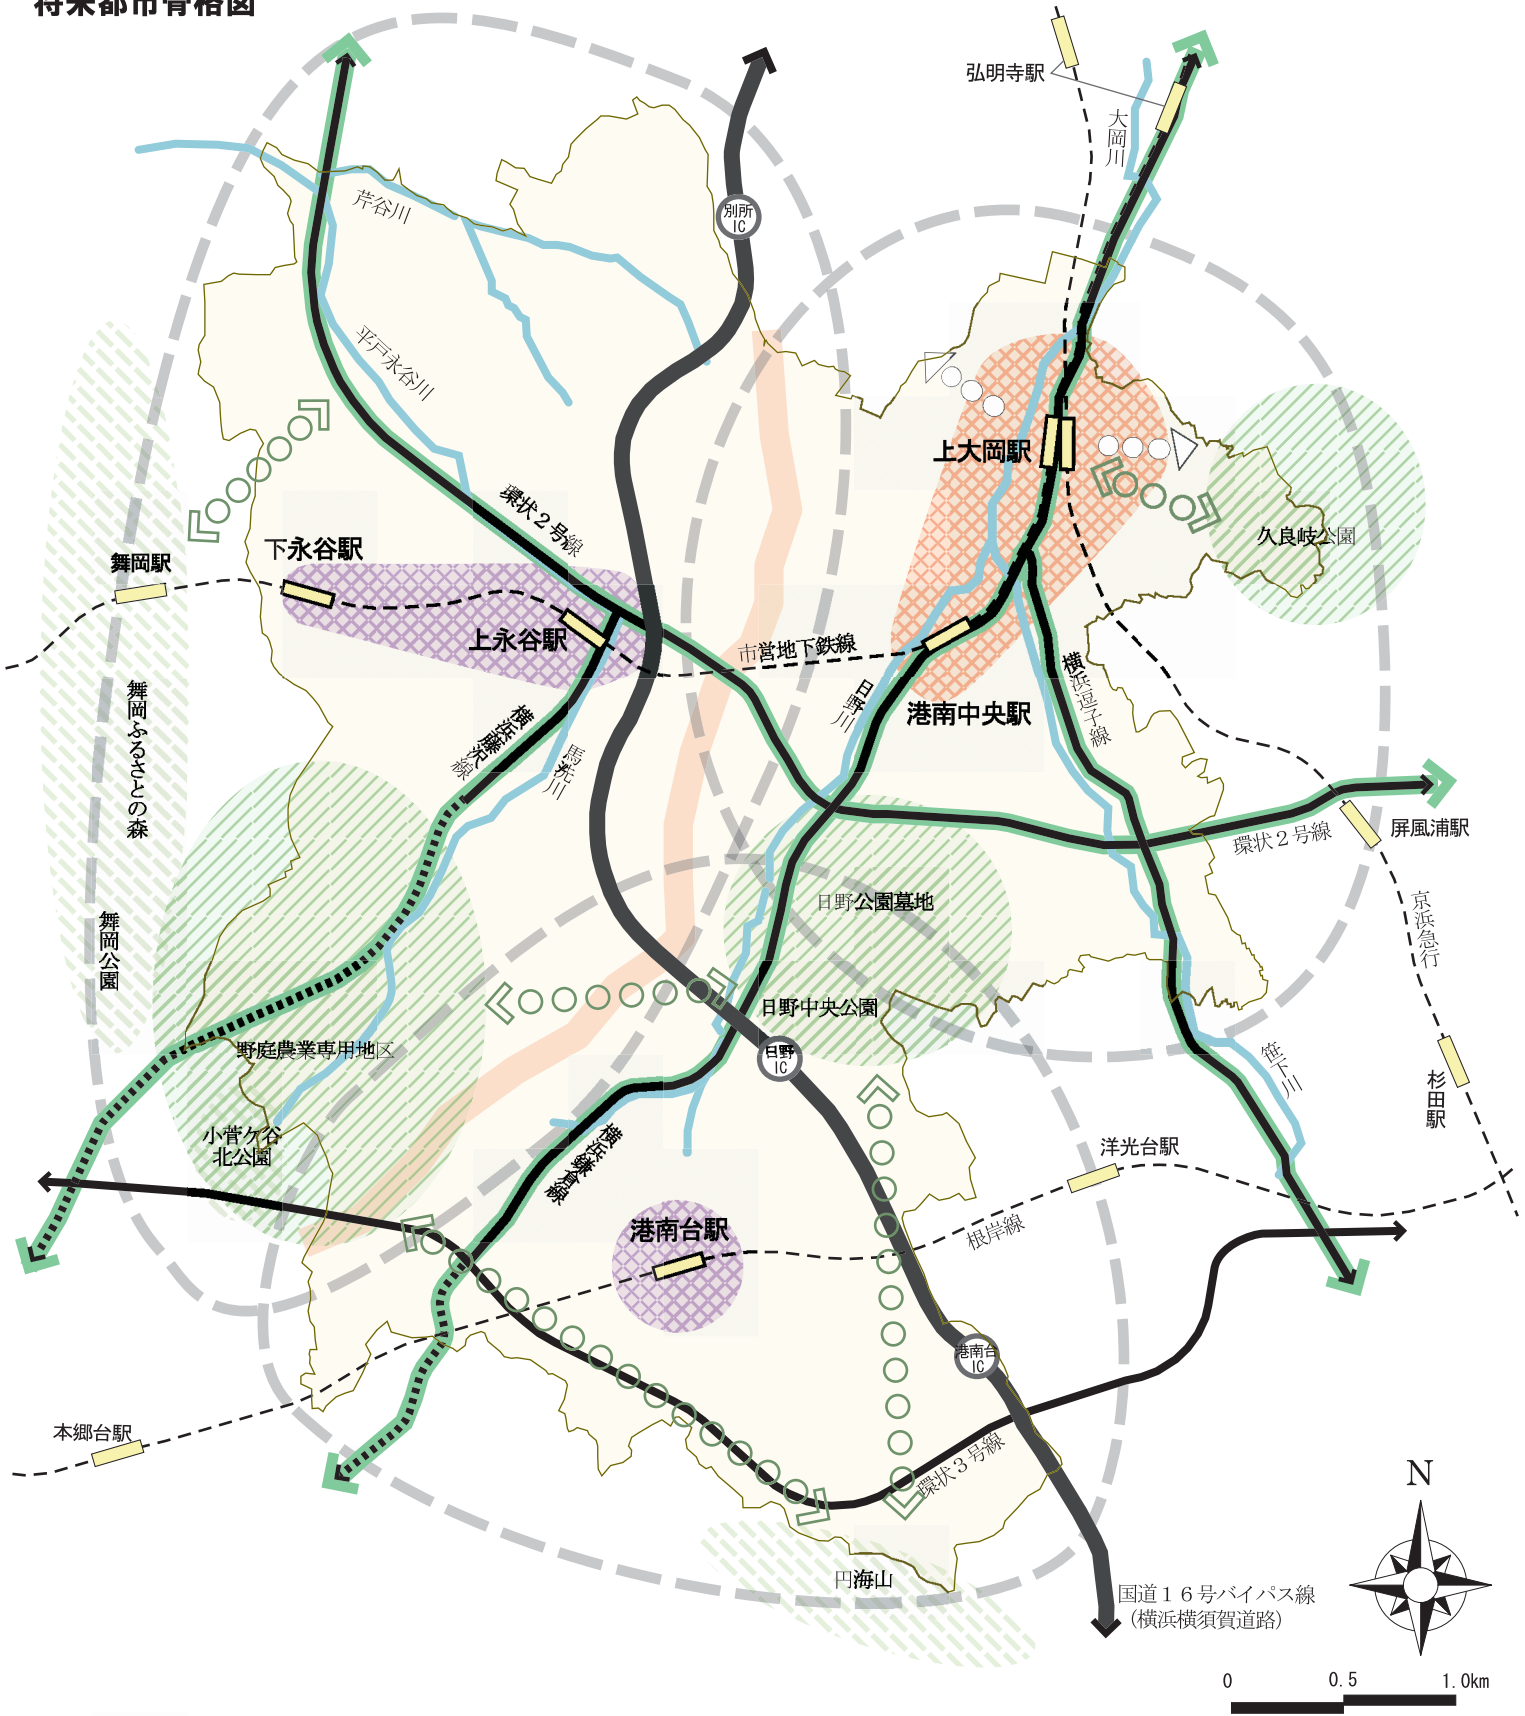 将来都市骨格図
弘明寺駅
大岡川
別所
IC
芹谷川
平戸永谷川
上大岡駅
環状2号線
久良岐公園
舞岡駅
下永谷駅
上永谷駅
市営地下鉄線
舞岡ふるさとの森
日野川
港南中央駅
横浜逗子線
横浜藤沢線
馬洗川
屏風浦駅
環状2号線
日野公園墓地
京浜急行
舞岡公園
日野中央公園
野庭農業専用地区
日野
IC
笹下川
杉田駅
小菅ケ谷
北公園
横浜鎌倉線
洋光台駅
港南台駅
根岸線
港南台
IC
本郷台駅
環状3号線
N
円海山
国道16号バイパス線
(横浜横須賀道路)
0 0.5 1.0km